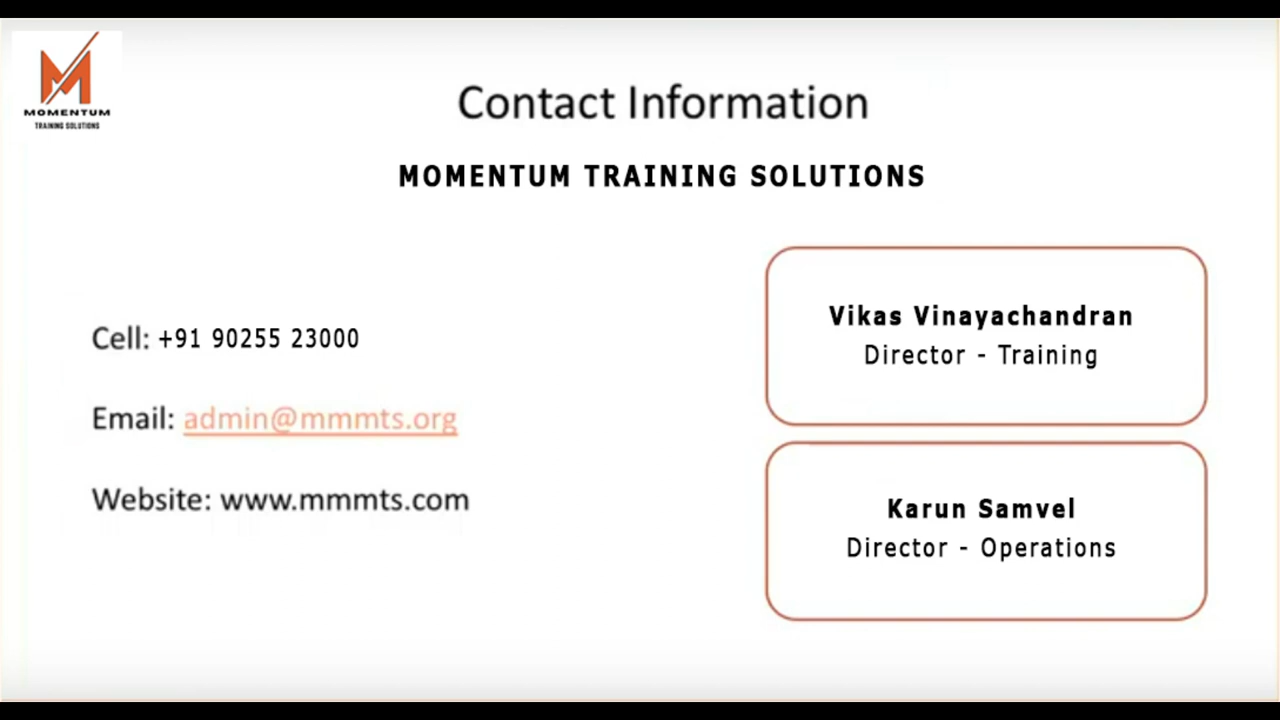 MOMENTUM
TRAINING SOLUTIONS
Contact Information
MOMENTUM TRAINING SOLUTIONS
Cell: +91 90255 23000
Email: admin@mmmts.org
Website: www.mmmts.com
Vikas Vinayachandran
Director - Training
Karun Samvel
Director - Operations